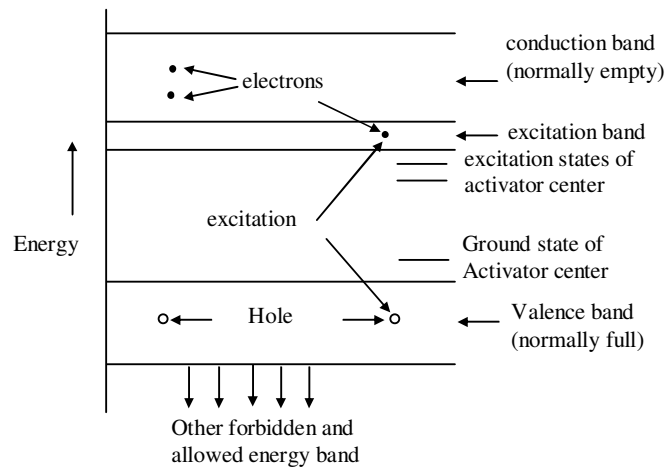 conduction band
(normally empty)
electrons
excitation band
excitation states of
activator center
excitation
Energy
Ground state of
Activator center
Hole
Valence band
(normally full)
Other forbidden and
allowed energy band